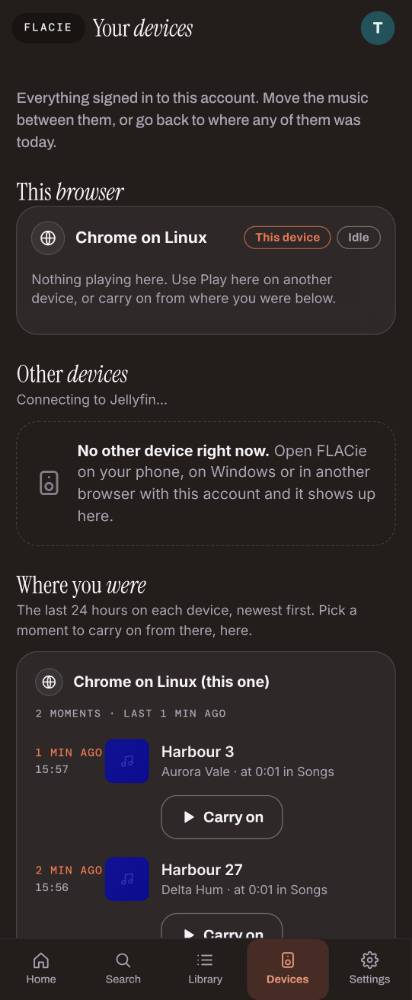 FLACIE Your devices T
Everything signed in to this account. Move the music
between them, or go back to where any of them was
today.
This browser
Chrome on Linux This device Idle
Nothing playing here. Use Play here on another
device, or carry on from where you were below.
Other devices
Connecting to Jellyfin...
No other device right now. Open FLACie
on your phone, on Windows or in another
browser with this account and it shows up
here.
Where you were
The last 24 hours on each device, newest first. Pick a
moment to carry on from there, here.
Chrome on Linux (this one)
2 MOMENTS · LAST 1 MIN AGO
1 MIN AGO Harbour 3
15:57 Aurora Vale · at 0:01 in Songs
Carry on
2 MIN AGO Harbour 27
15:56 Delta Hum · at 0:01 in Songs
Carry on
Home Search Library Devices Settings